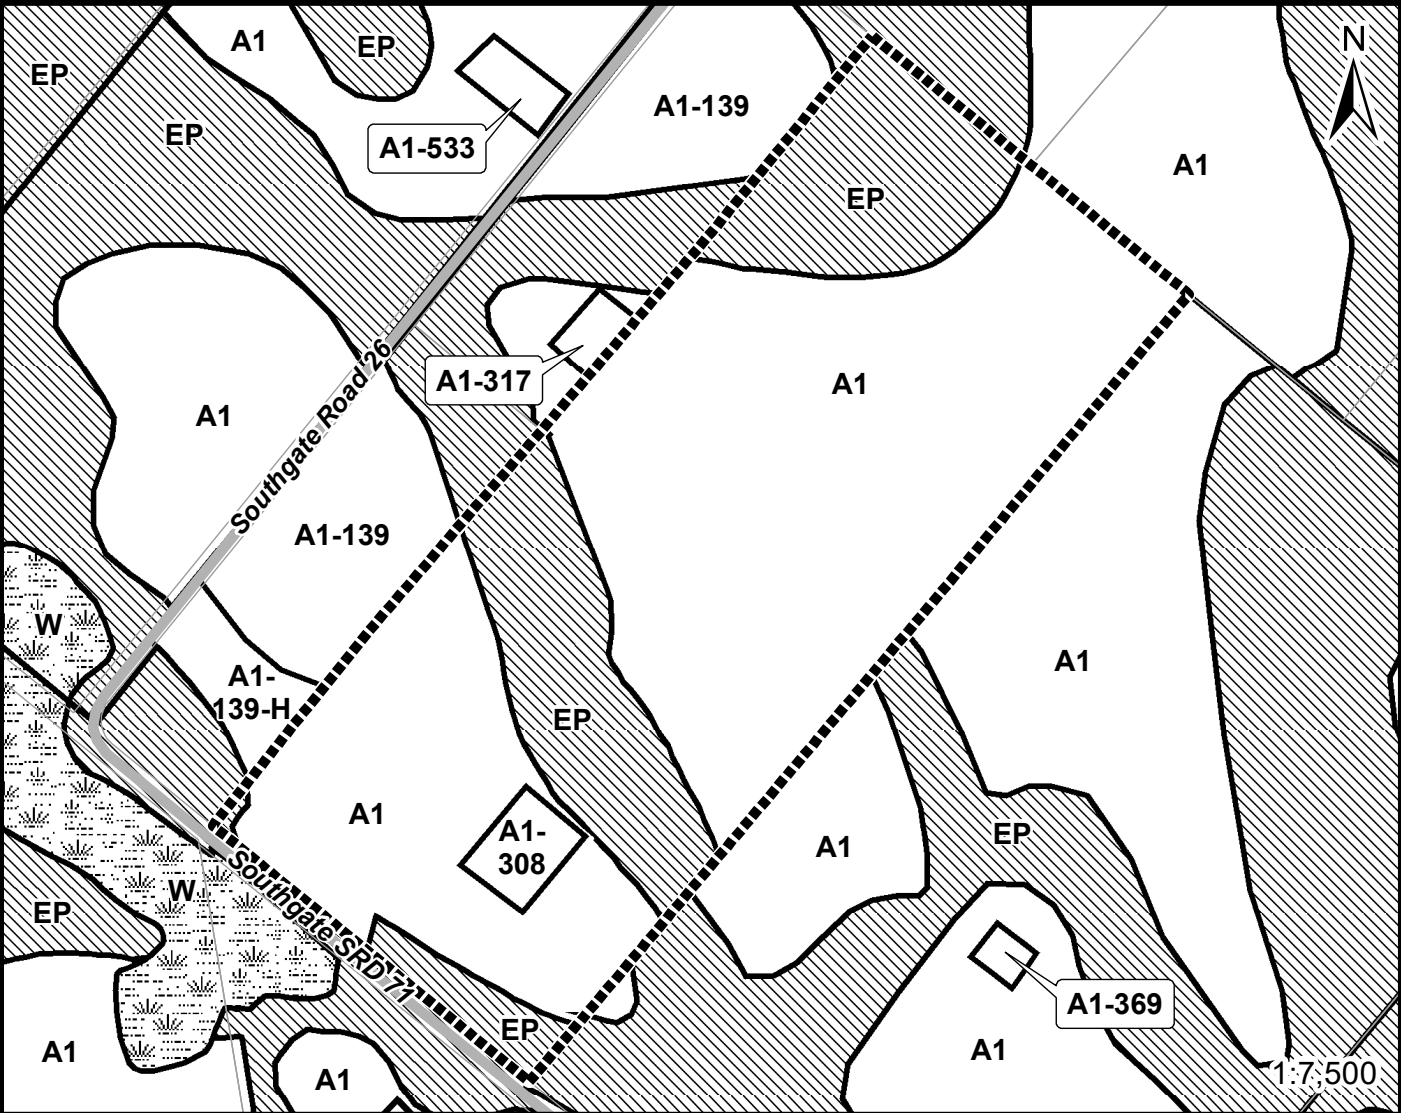 A1
EP
N
EP
A1-139
EP
A1-533
A1
EP
A1-317
A1
A1
Southgate Road 26
A1-139
W
A1-
139-H
A1
EP
A1
A1-
308
A1
EP
W
Southgate SRD 71
EP
A1-369
EP
A1
A1
A1
1:7,500